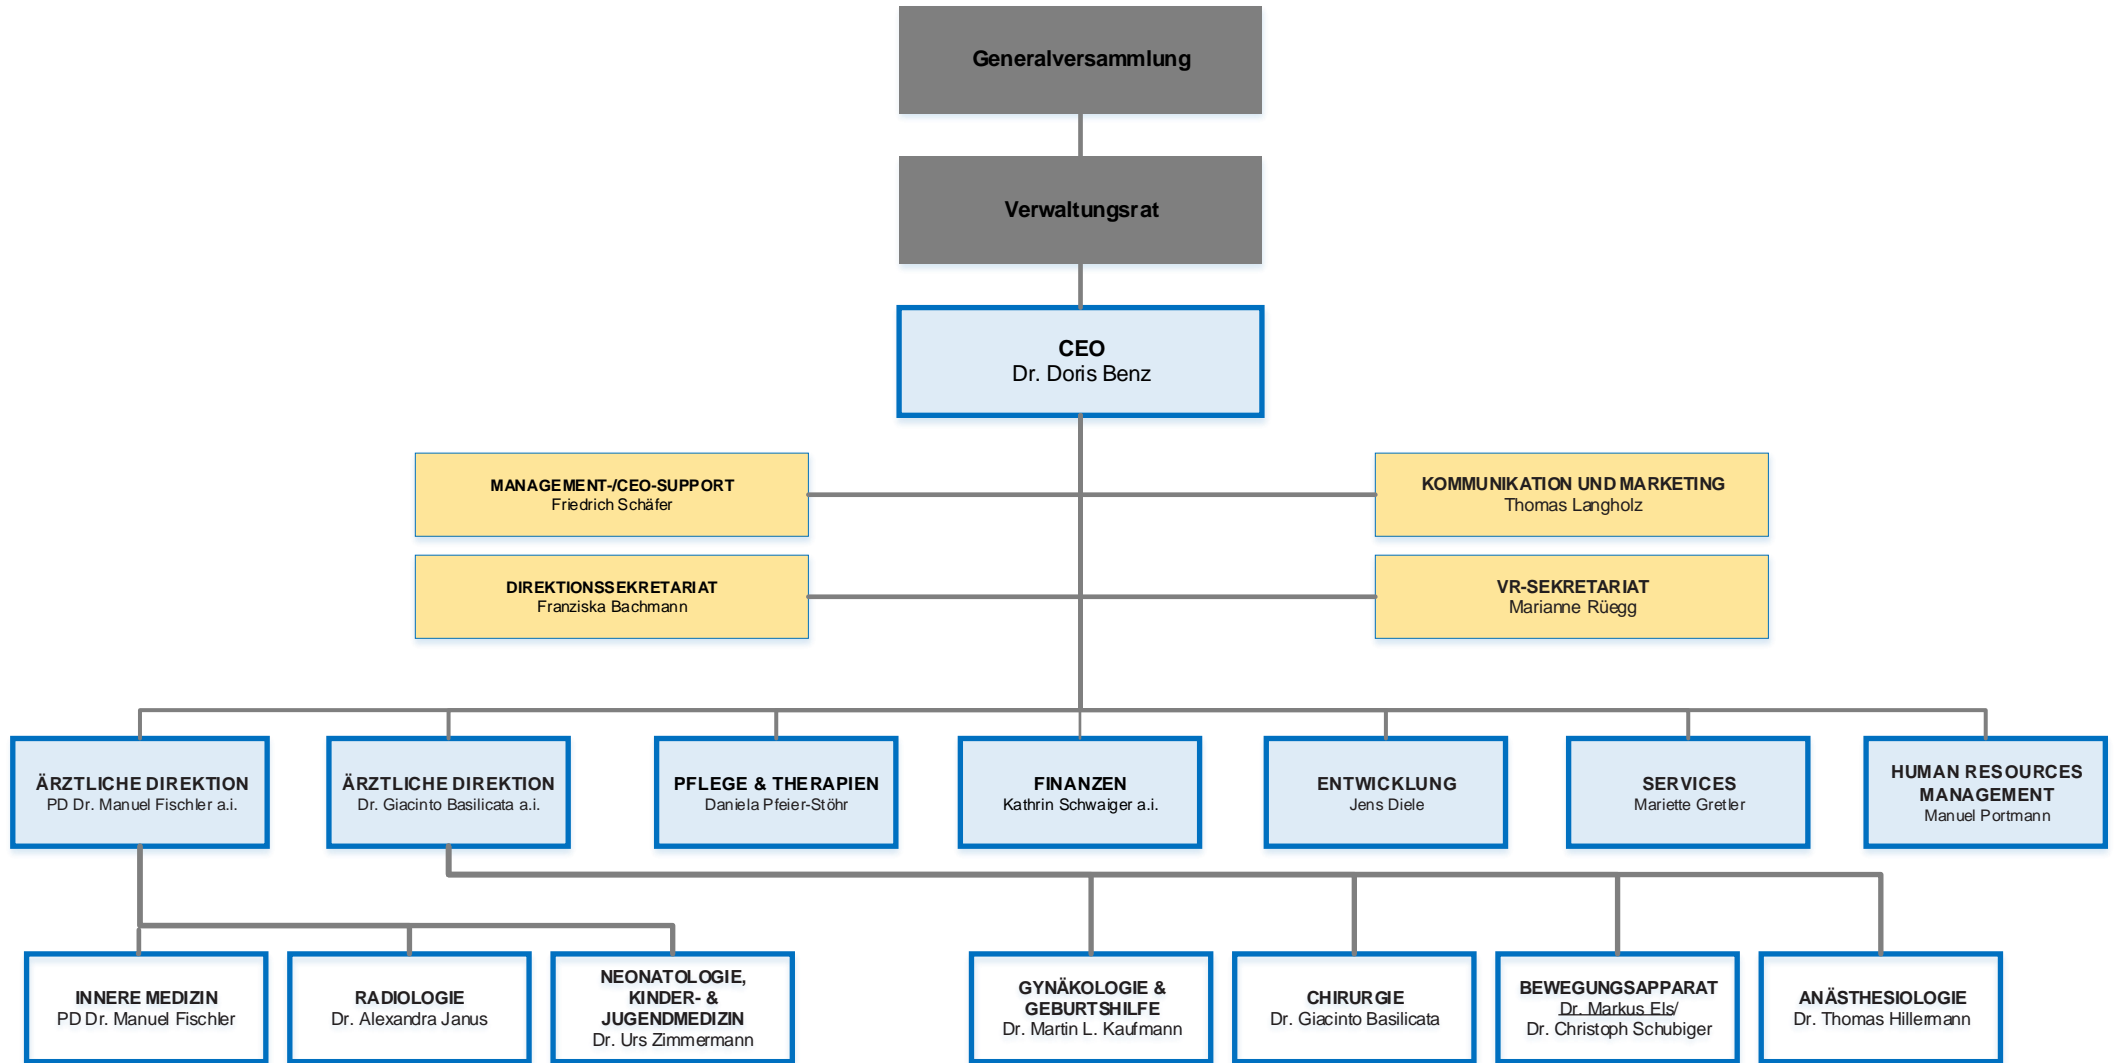 Generalversammlung
Verwaltungsrat
CEO
Dr. Doris Benz
MANAGEMENT-/CEO-SUPPORT
Friedrich Schäfer
KOMMUNIKATION UND MARKETING
Thomas Langholz
DIREKTIONSSEKRETARIAT
Franziska Bachmann
VR-SEKRETARIAT
Marianne Rüegg
ÄRZTLICHE DIREKTION
PD Dr. Manuel Fischler a.i.
ÄRZTLICHE DIREKTION
Dr. Giacinto Basilicata a.i.
PFLEGE & THERAPIEN
Daniela Pfeier-Stöhr
FINANZEN
Kathrin Schwaiger a.i.
ENTWICKLUNG
Jens Diele
SERVICES
Mariette Gretler
HUMAN RESOURCES
MANAGEMENT
Manuel Portmann
INNERE MEDIZIN
PD Dr. Manuel Fischler
RADIOLOGIE
Dr. Alexandra Janus
NEONATOLOGIE,
KINDER- &
JUGENDMEDIZIN
Dr. Urs Zimmermann
GYNÄKOLOGIE &
GEBURTSHILFE
Dr. Martin L. Kaufmann
CHIRURGIE
Dr. Giacinto Basilicata
BEWEGUNGSAPPARAT
Dr. Markus Els/
Dr. Christoph Schubiger
ANÄSTHESIOLOGIE
Dr. Thomas Hillermann